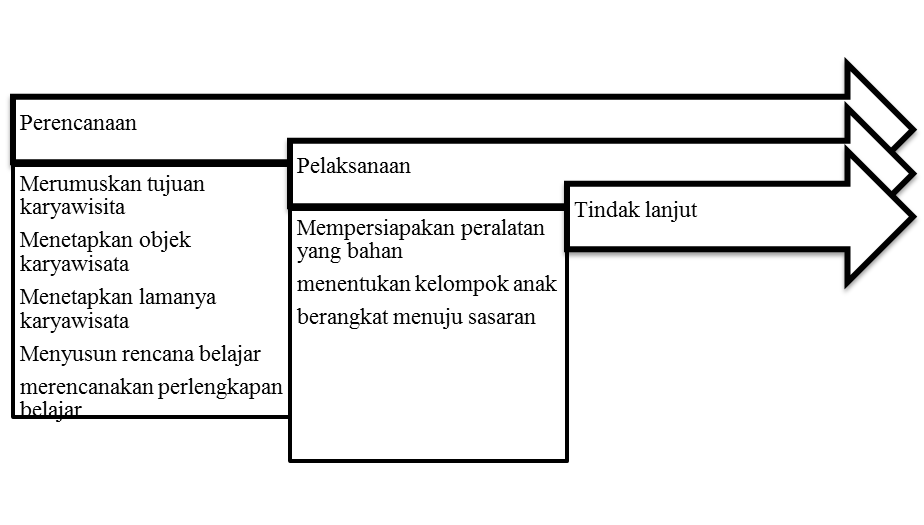 Perencanaan
Merumuskan tujuan
karyawisita
Menetapkan objek
karyawisata
Menetapkan lamanya
karyawisata
Menyusun rencana belajar
merencanakan perlengkapan
belajar
Pelaksanaan
Mempersiapakan peralatan
yang bahan
menentukan kelompok anak
berangkat menuju sasaran
Tindak lanjut